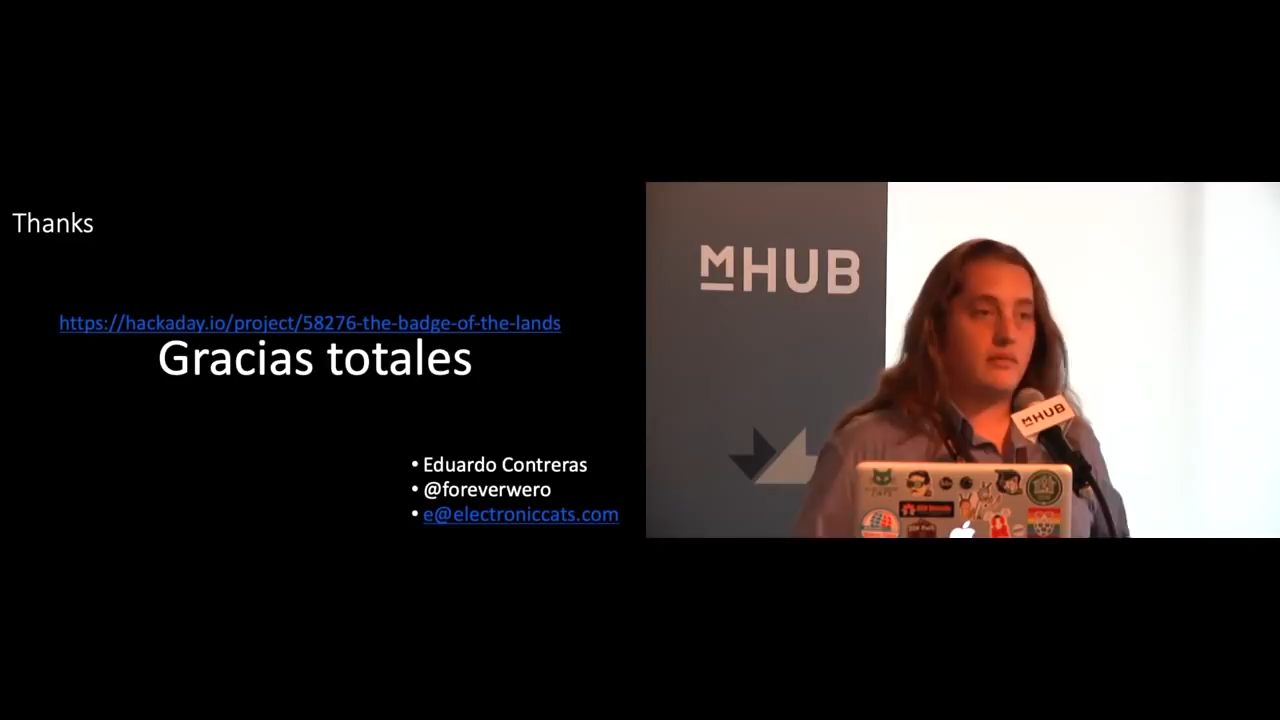 Thanks
https://hackaday.io/project/58276-the-badge-of-the-lands
Gracias totales
• Eduardo Contreras
• @foreverwero
• e@electroniccats.com
MHUB
MHUB